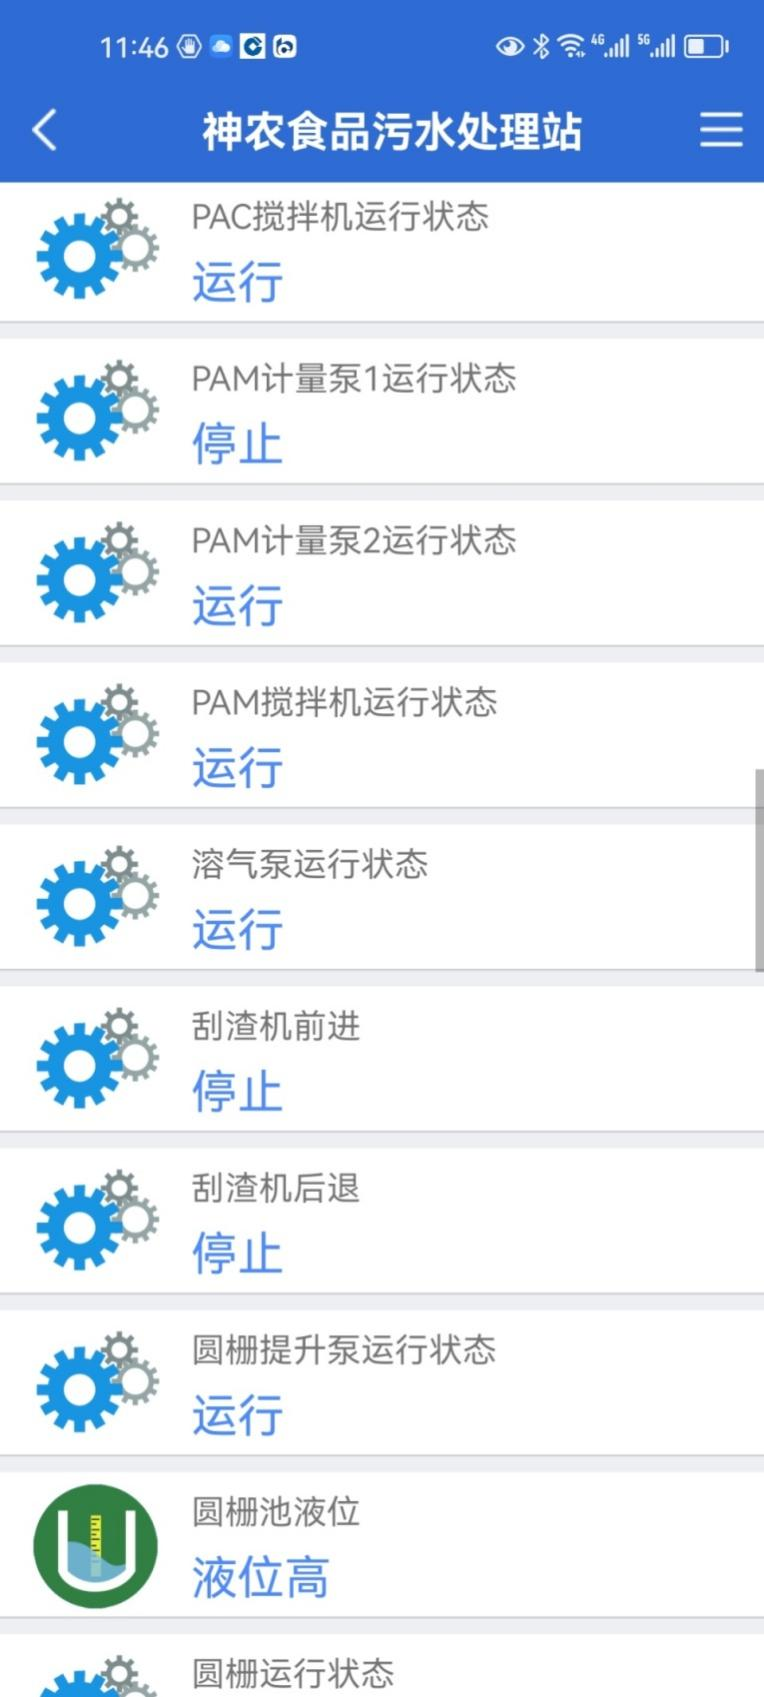 11:46
4G
5G
神农食品污水处理站
PAC搅拌机运行状态
运行
PAM计量泵1运行状态
停止
PAM计量泵2运行状态
运行
PAM搅拌机运行状态
运行
溶气泵运行状态
运行
刮渣机前进
停止
刮渣机后退
停止
圆栅提升泵运行状态
运行
圆栅池液位
液位高
圆栅运行状态